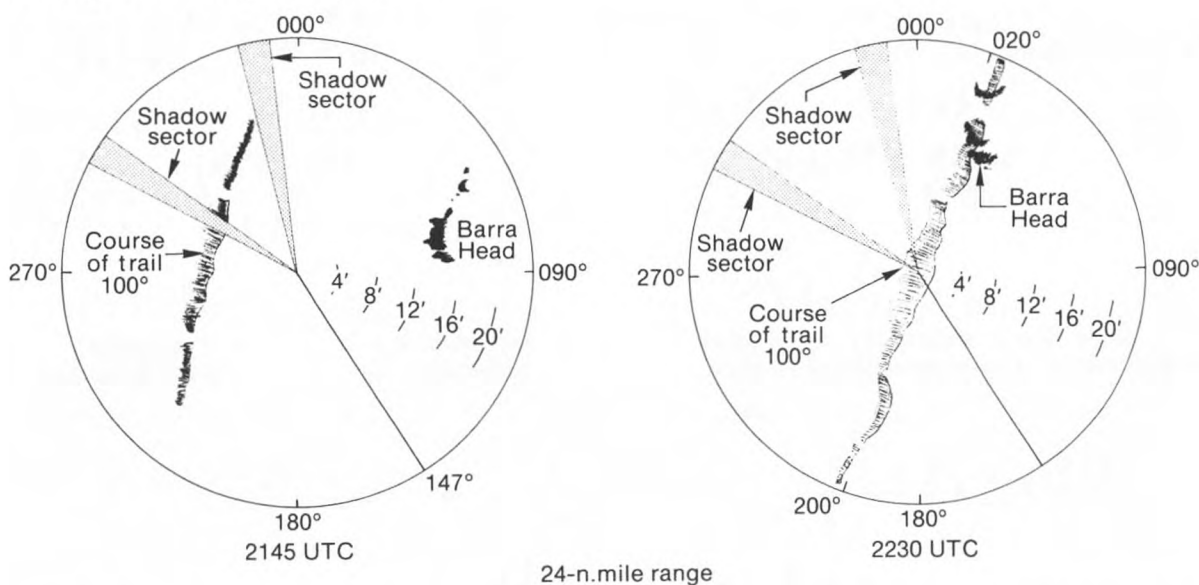 000°
Shadow
sector
Shadow
sector
Course
of trail
100°
270°
Barra
Head
090°
4'
8'
12'
16'
20'
147°
180°
2145 UTC
000°
020°
Shadow
sector
Barra
Head
Shadow
sector
270°
090°
Course
of trail
100°
4'
8'
12'
16'
20'
200°
180°
2230 UTC
24-n.mile range